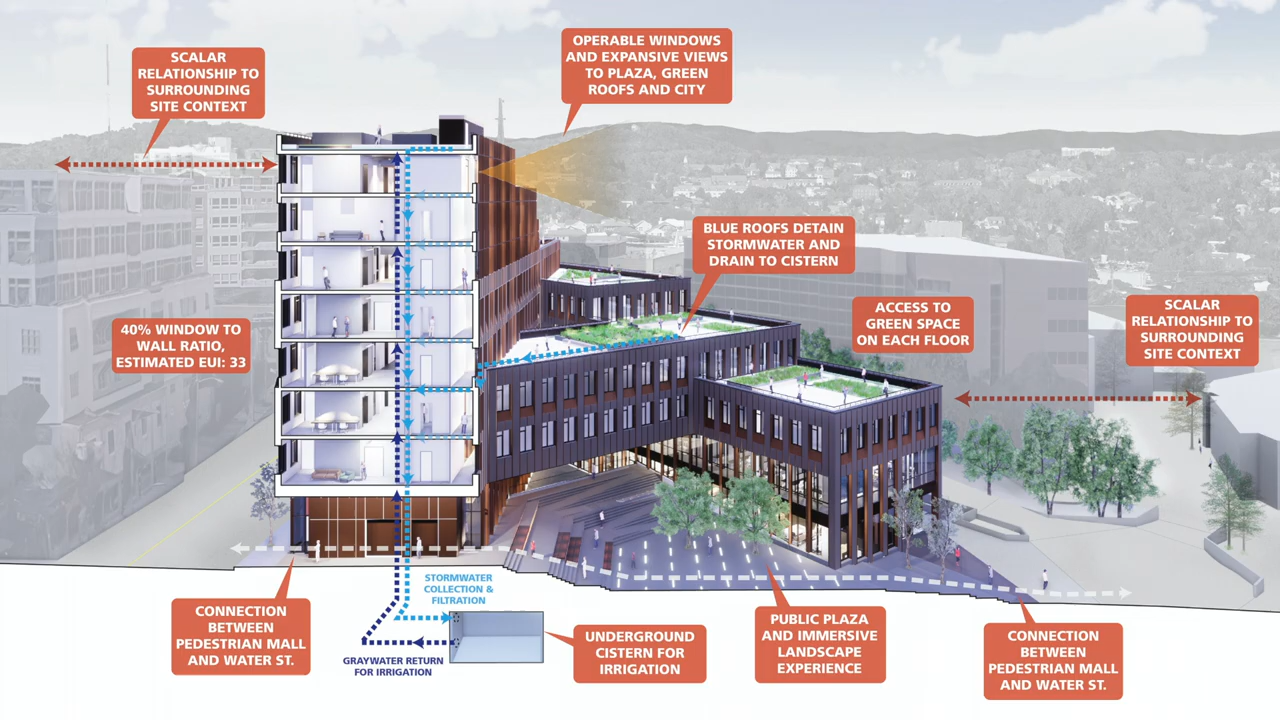 SCALAR
RELATIONSHIP TO
SURROUNDING
SITE CONTEXT
OPERABLE WINDOWS
AND EXPANSIVE VIEWS
TO PLAZA, GREEN
ROOFS AND CITY
BLUE ROOFS DETAIN
STORMWATER AND
DRAIN TO CISTERN
40% WINDOW TO
WALL RATIO,
ESTIMATED EUI: 33
ACCESS TO
GREEN SPACE
ON EACH FLOOR
SCALAR
RELATIONSHIP TO
SURROUNDING
SITE CONTEXT
STORMWATER
COLLECTION &
FILTRATION
CONNECTION
BETWEEN
PEDESTRIAN MALL
AND WATER ST.
GRAYWATER RETURN
FOR IRRIGATION
UNDERGROUND
CISTERN FOR
IRRIGATION
PUBLIC PLAZA
AND IMMERSIVE
LANDSCAPE
EXPERIENCE
CONNECTION
BETWEEN
PEDESTRIAN MALL
AND WATER ST.